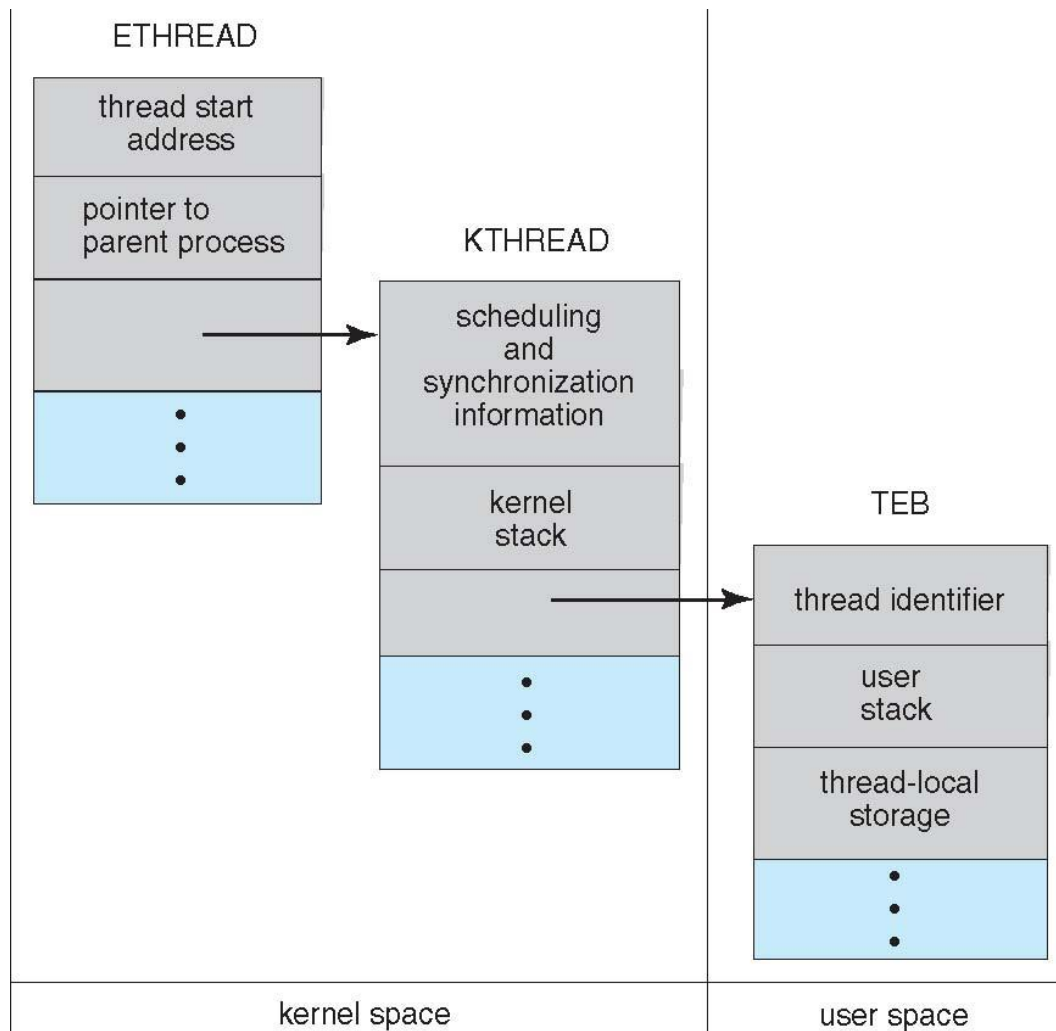 ETHREAD
thread start
address
pointer to
parent process
KTHREAD
scheduling
and
synchronization
information
kernel
stack
TEB
thread identifier
user
stack
thread-local
storage
kernel space
user space